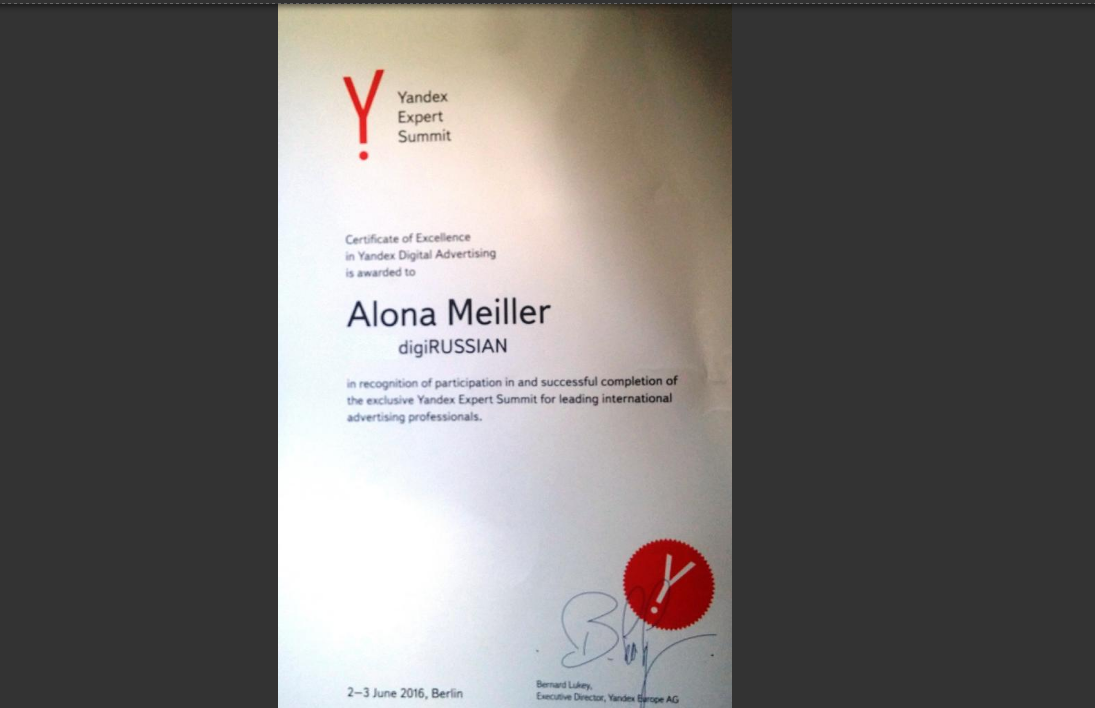 Yandex
Expert
Summit
Certificate of Excellence
in Yandex Digital Advertising
is awarded to
Alona Meiller
digiRUSSIAN
in recognition of participation in and successful completion of
the exclusive Yandex Expert Summit for leading international
advertising professionals.
2–3 June 2016, Berlin
Bernard Lukey,
Executive Director, Yandex Europe AG